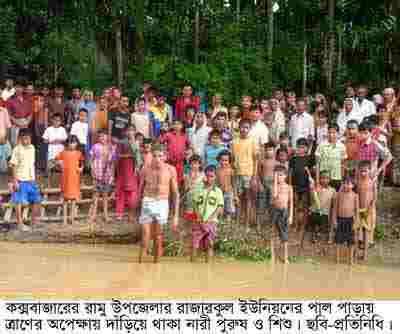 কক্সবাজারের রামু উপজেলার রাজারকুল ইউনিয়নের পাল পাড়ায়
ত্রাণের অপেক্ষায় দাঁড়িয়ে থাকা নারী পুরুষ ও শিশু । ছবি-প্রতিবিধি ।